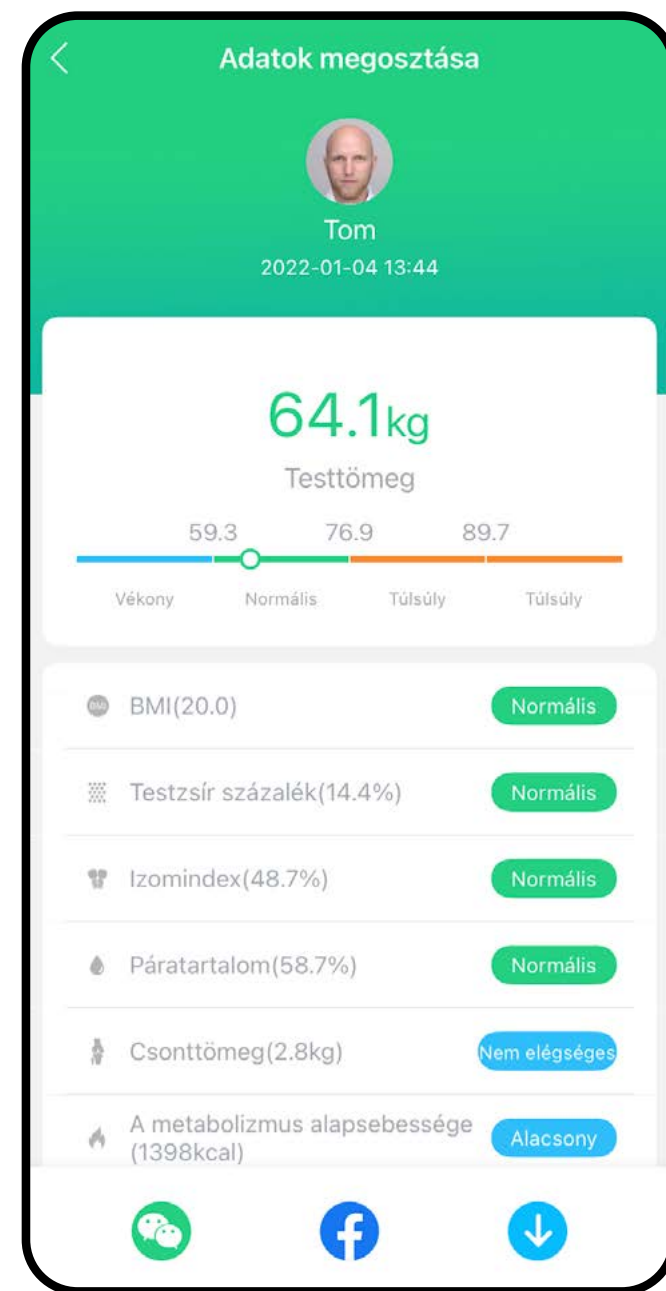 Adatok megosztása
Tom
2022-01-04 13:44
64.1kg
Testtömeg
59.3 76.9 89.7
Vékony Normális Túlsúly Túlsúly
BMI(20.0) Normális
Testzsír százalék(14.4%) Normális
Izomindex(48.7%) Normális
Páratartalom(58.7%) Normális
Csonttömeg(2.8kg) Nem elégséges
A metabolizmus alapsebessége
(1398kcal) Alacsony